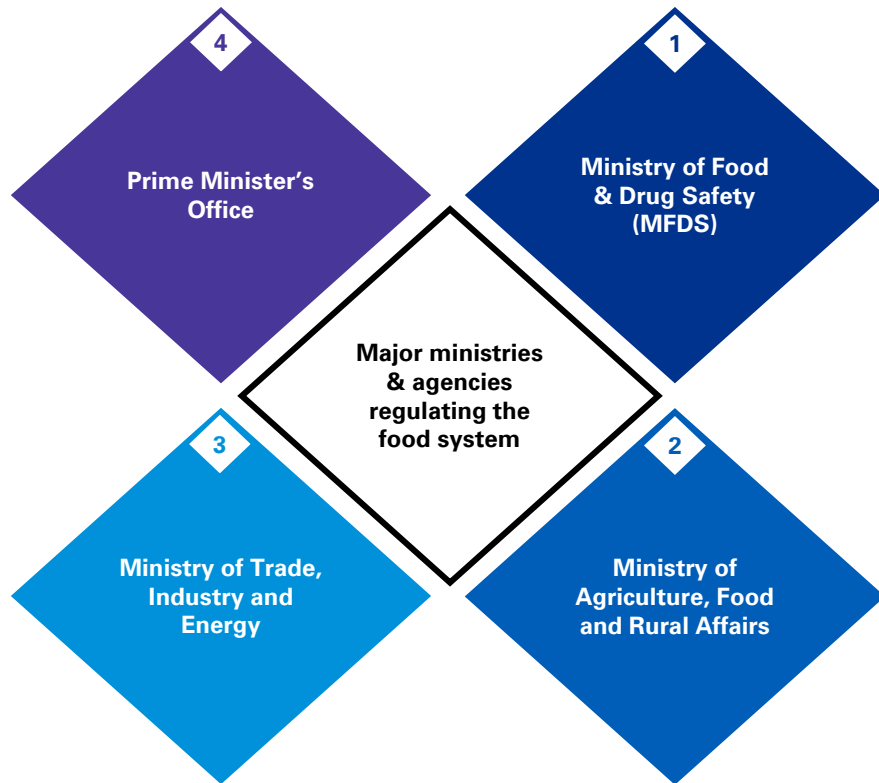 4
Prime Minister’s
Office
1
Ministry of Food
& Drug Safety
(MFDS)
Major ministries
& agencies
regulating the
food system
3
Ministry of Trade,
Industry and
Energy
2
Ministry of
Agriculture, Food
and Rural Affairs